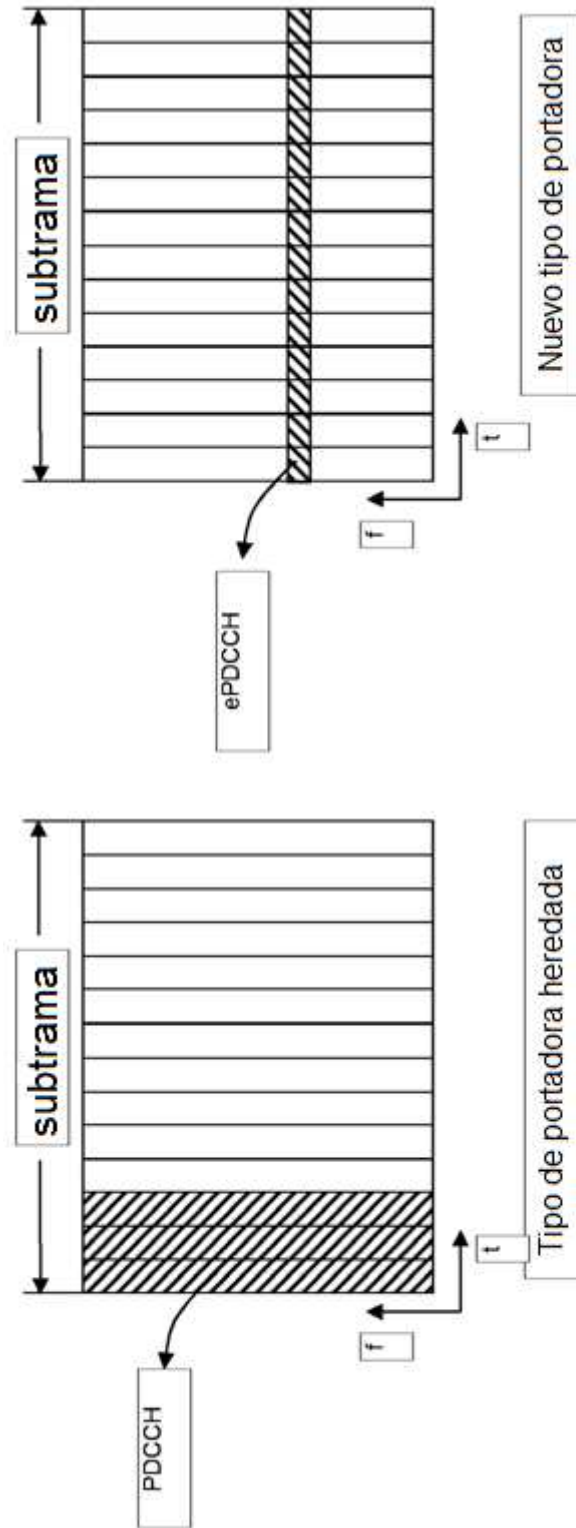 subtrama
PDCCH
f
t
Tipo de portadora heredada
subtrama
ePDCCH
f
t
Nuevo tipo de portadora